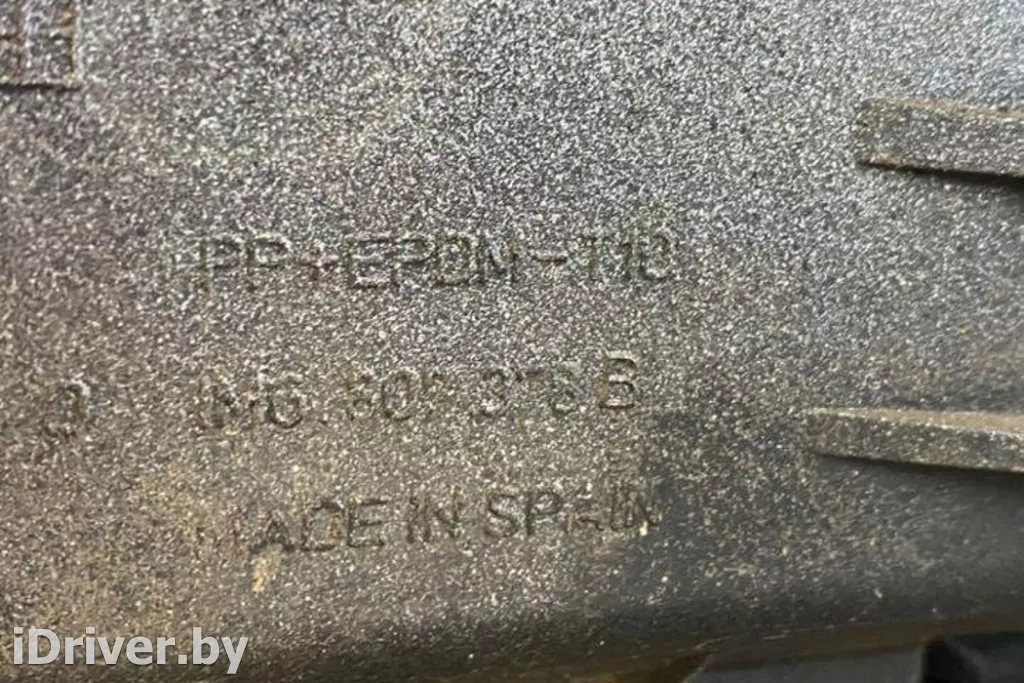 PP+EPDM-T10
B
MADE IN SPAIN
iDriver.by